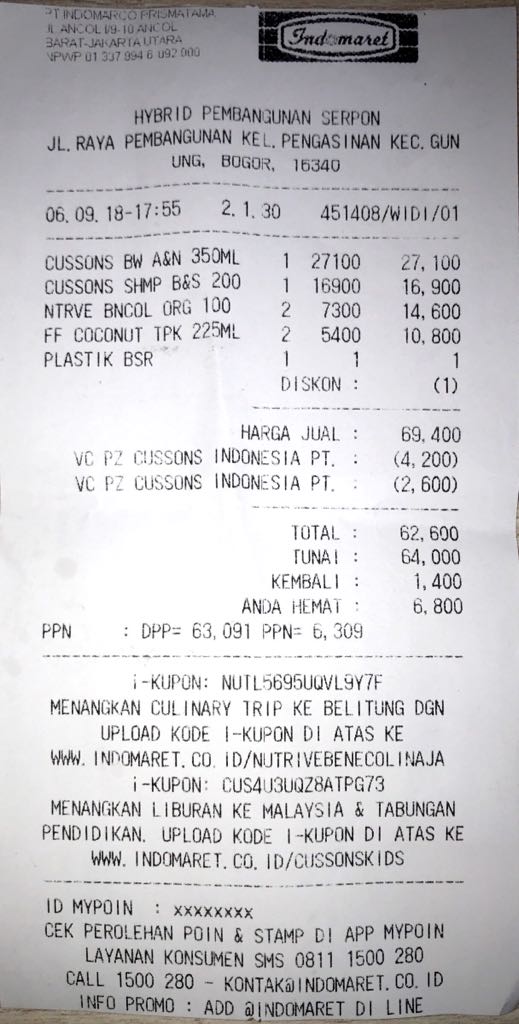 PT INDOMARCO PRISMATAMA
JL ANCOL I/9-10 ANCOL
BARAT-JAKARTA UTARA
NPWP 01 337 994 6 092 000
Indomaret
HYBRID PEMBANGUNAN SERPON
JL. RAYA PEMBANGUNAN KEL. PENGASINAN KEC. GUN
UNG, BOGOR, 16340
06. 09. 18-17:55 2. 1. 30 451408/WIDI/01
CUSSONS BW A&N 350ML 1 27100 27, 100
CUSSONS SHMP B&S 200 1 16900 16, 900
NTRVE BNCOL ORG 100 2 7300 14, 600
FF COCONUT TPK 225ML 2 5400 10, 800
PLASTIK BSR 1 1 1
DISKON : (1)
HARGA JUAL : 69, 400
VC PZ CUSSONS INDONESIA PT. : (4, 200)
VC PZ CUSSONS INDONESIA PT. : (2, 600)
TOTAL : 62, 600
TUNAI : 64, 000
KEMBALI : 1, 400
ANDA HEMAT : 6, 800
PPN : DPP= 63, 091 PPN= 6, 309
i-KUPON: NUTL5695UQVL9Y7F
MENANGKAN CULINARY TRIP KE BELITUNG DGN
UPLOAD KODE I-KUPON DI ATAS KE
WWW. INDOMARET. CO. ID/NUTRIVEBENECOLINAJA
i-KUPON: CUS4U3UQZ8ATPG73
MENANGKAN LIBURAN KE MALAYSIA & TABUNGAN
PENDIDIKAN. UPLOAD KODE I-KUPON DI ATAS KE
WWW. INDOMARET. CO. ID/CUSSONSKIDS
ID MYPOIN : XXXXXXXX
CEK PEROLEHAN POIN & STAMP DI APP MYPOIN
LAYANAN KONSUMEN SMS 0811 1500 280
CALL 1500 280 - KONTAK@INDOMARET. CO. ID
INFO PROMO : ADD @INDOMARET DI LINE